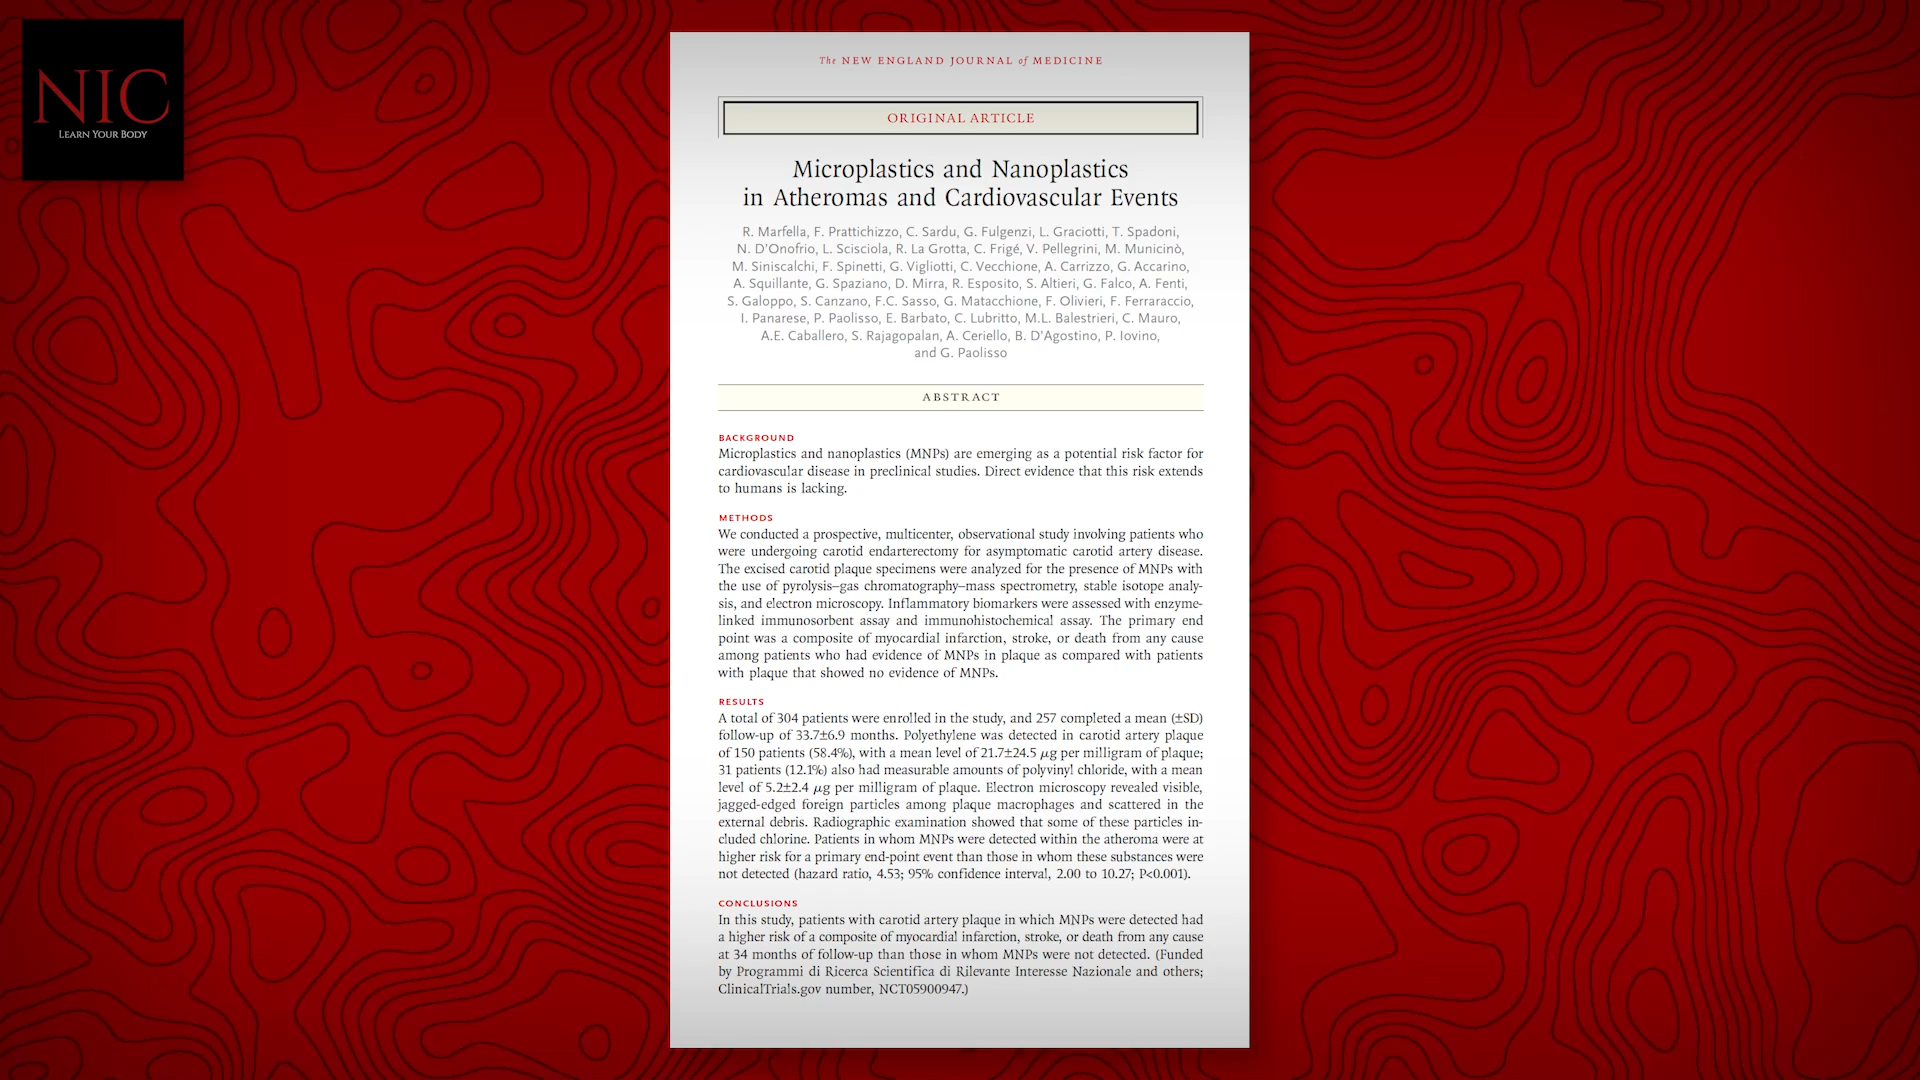 NIC
LEARN YOUR BODY
The NEW ENGLAND JOURNAL of MEDICINE
ORIGINAL ARTICLE
Microplastics and Nanoplastics
in Atheromas and Cardiovascular Events
R. Marfella, F. Prattichizzo, C. Sardu, G. Fulgenzi, L. Graciotti, T. Spadoni,
N. D'Onofrio, L. Scisciola, R. La Grotta, C. Frigé, V. Pellegrini, M. Municinò,
M. Siniscalchi, F. Spinetti, G. Vigliotti, C. Vecchione, A. Carrizzo, G. Accarino,
A. Squillante, G. Spaziano, D. Mirra, R. Esposito, S. Altieri, G. Falco, A. Fenti,
S. Galoppo, S. Canzano, F.C. Sasso, G. Matacchione, F. Olivieri, F. Ferraraccio,
I. Panarese, P. Paolisso, E. Barbato, C. Lubritto, M.L. Balestrieri, C. Mauro,
A.E. Caballero, S. Rajagopalan, A. Ceriello, B. D'Agostino, P. Iovino,
and G. Paolisso
ABSTRACT
BACKGROUND
Microplastics and nanoplastics (MNPs) are emerging as a potential risk factor for
cardiovascular disease in preclinical studies. Direct evidence that this risk extends
to humans is lacking.
METHODS
We conducted a prospective, multicenter, observational study involving patients who
were undergoing carotid endarterectomy for asymptomatic carotid artery disease.
The excised carotid plaque specimens were analyzed for the presence of MNPs with
the use of pyrolysis–gas chromatography–mass spectrometry, stable isotope analy-
sis, and electron microscopy. Inflammatory biomarkers were assessed with enzyme-
linked immunosorbent assay and immunohistochemical assay. The primary end
point was a composite of myocardial infarction, stroke, or death from any cause
among patients who had evidence of MNPs in plaque as compared with patients
with plaque that showed no evidence of MNPs.
RESULTS
A total of 304 patients were enrolled in the study, and 257 completed a mean (±SD)
follow-up of 33.7±6.9 months. Polyethylene was detected in carotid artery plaque
of 150 patients (58.4%), with a mean level of 21.7±24.5 μg per milligram of plaque;
31 patients (12.1%) also had measurable amounts of polyvinyl chloride, with a mean
level of 5.2±2.4 μg per milligram of plaque. Electron microscopy revealed visible,
jagged-edged foreign particles among plaque macrophages and scattered in the
external debris. Radiographic examination showed that some of these particles in-
cluded chlorine. Patients in whom MNPs were detected within the atheroma were at
higher risk for a primary end-point event than those in whom these substances were
not detected (hazard ratio, 4.53; 95% confidence interval, 2.00 to 10.27; P<0.001).
CONCLUSIONS
In this study, patients with carotid artery plaque in which MNPs were detected had
a higher risk of a composite of myocardial infarction, stroke, or death from any cause
at 34 months of follow-up than those in whom MNPs were not detected. (Funded
by Programmi di Ricerca Scientifica di Rilevante Interesse Nazionale and others;
ClinicalTrials.gov number, NCT05900947.)